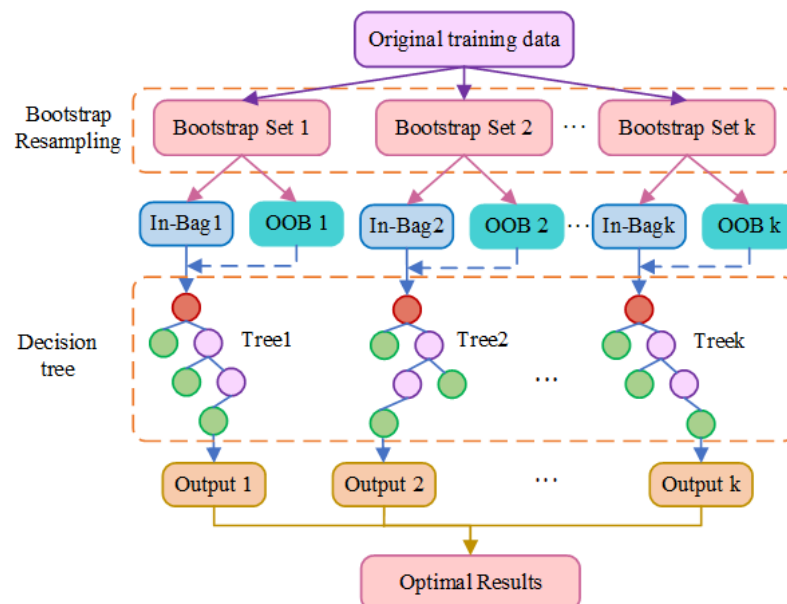 Original training data
Bootstrap
Resampling
Bootstrap Set 1
Bootstrap Set 2
...
Bootstrap Set k
In-Bag1
OOB 1
In-Bag2
OOB 2
...
In-Bagk
OOB k
Decision
tree
Tree1
Tree2
Treek
...
Output 1
Output 2
...
Output k
Optimal Results